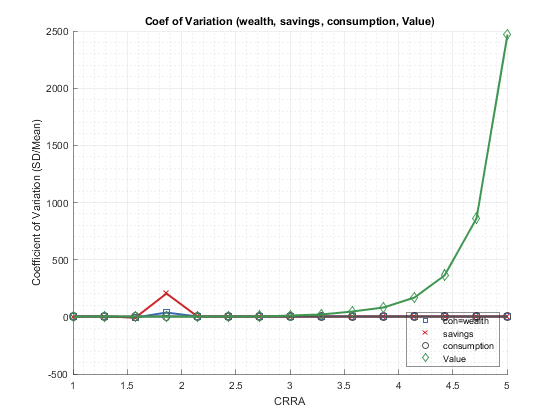 Coef of Variation (wealth, savings, consumption, Value)
2500
2000
1500
1000
500
0
-500
Coefficient of Variation (SD/Mean)
1 1.5 2 2.5 3 3.5 4 4.5 5
CRRA
coh=wealth
savings
consumption
Value